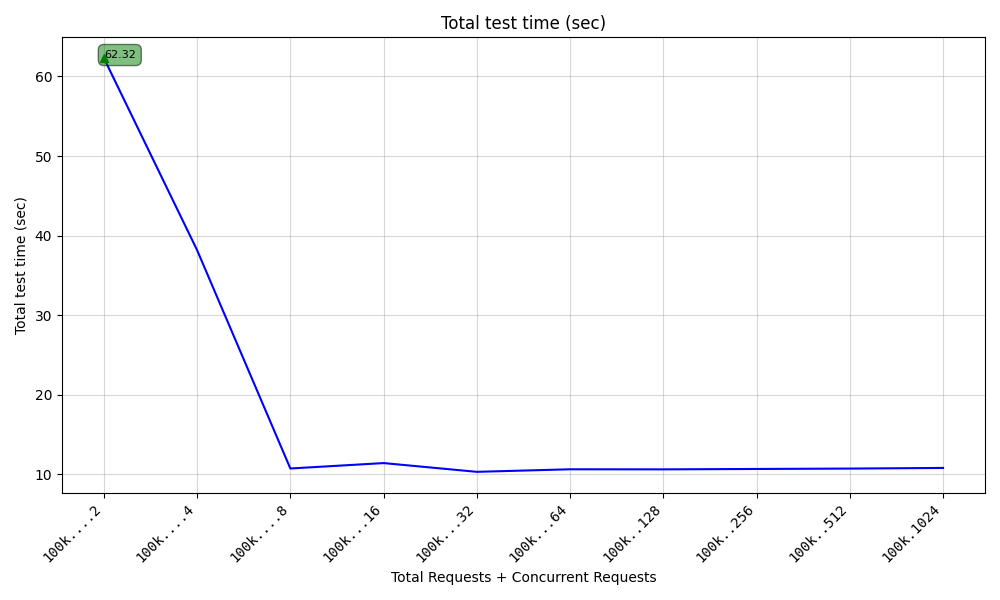 Total test time (sec)
62.32
Total test time (sec)
60
50
40
30
20
10
100k....2
100k....4
100k....8
100k...16
100k...32
100k...64
100k..128
100k..256
100k..512
100k.1024
Total Requests + Concurrent Requests